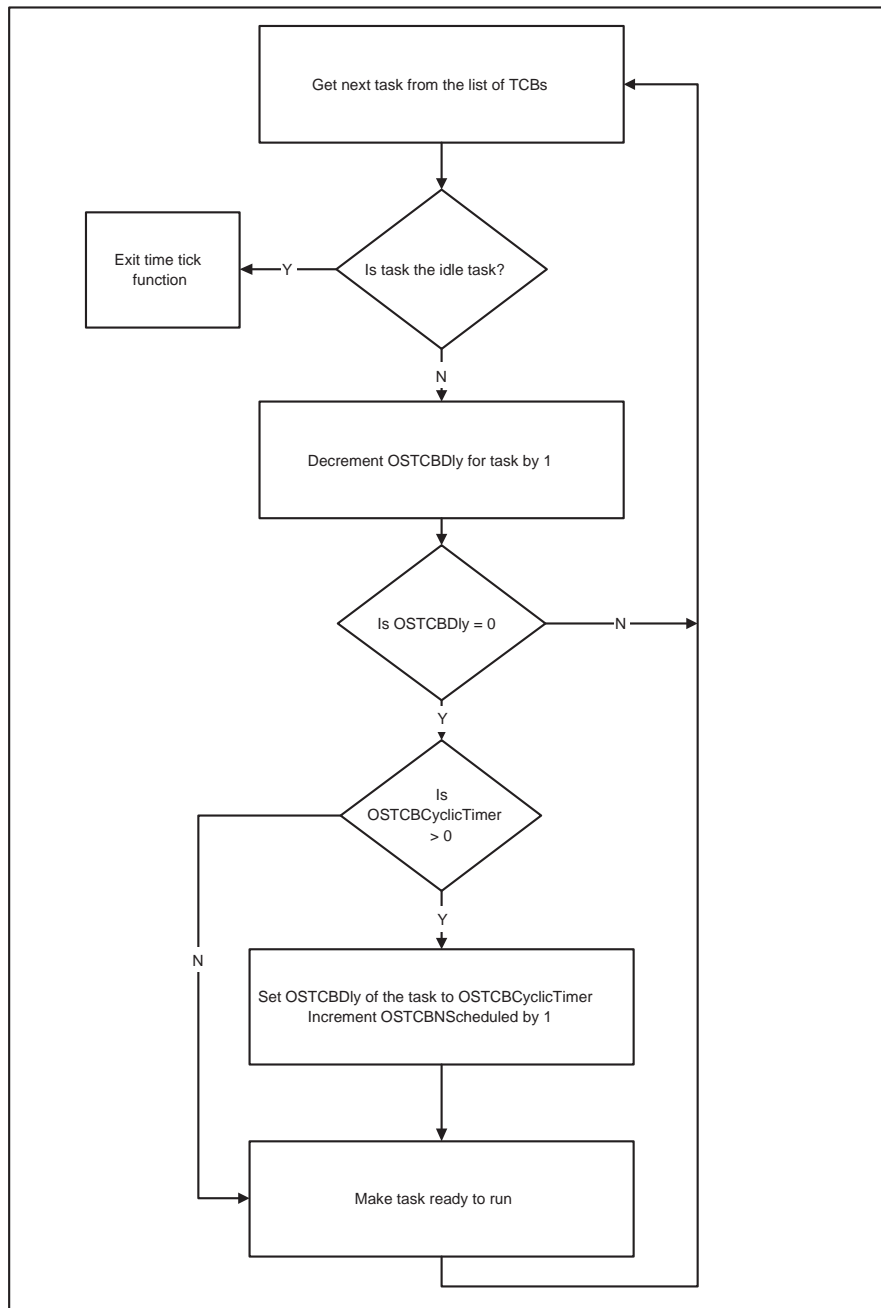 Get next task from the list of TCBs
Exit time tick
function
Y
Is task the idle task?
N
Decrement OSTCBDly for task by 1
Is OSTCBDly = 0
N
Y
Is
OSTCBCyclicTimer
> 0
Y
N
Set OSTCBDly of the task to OSTCBCyclicTimer
Increment OSTCBNScheduled by 1
Make task ready to run